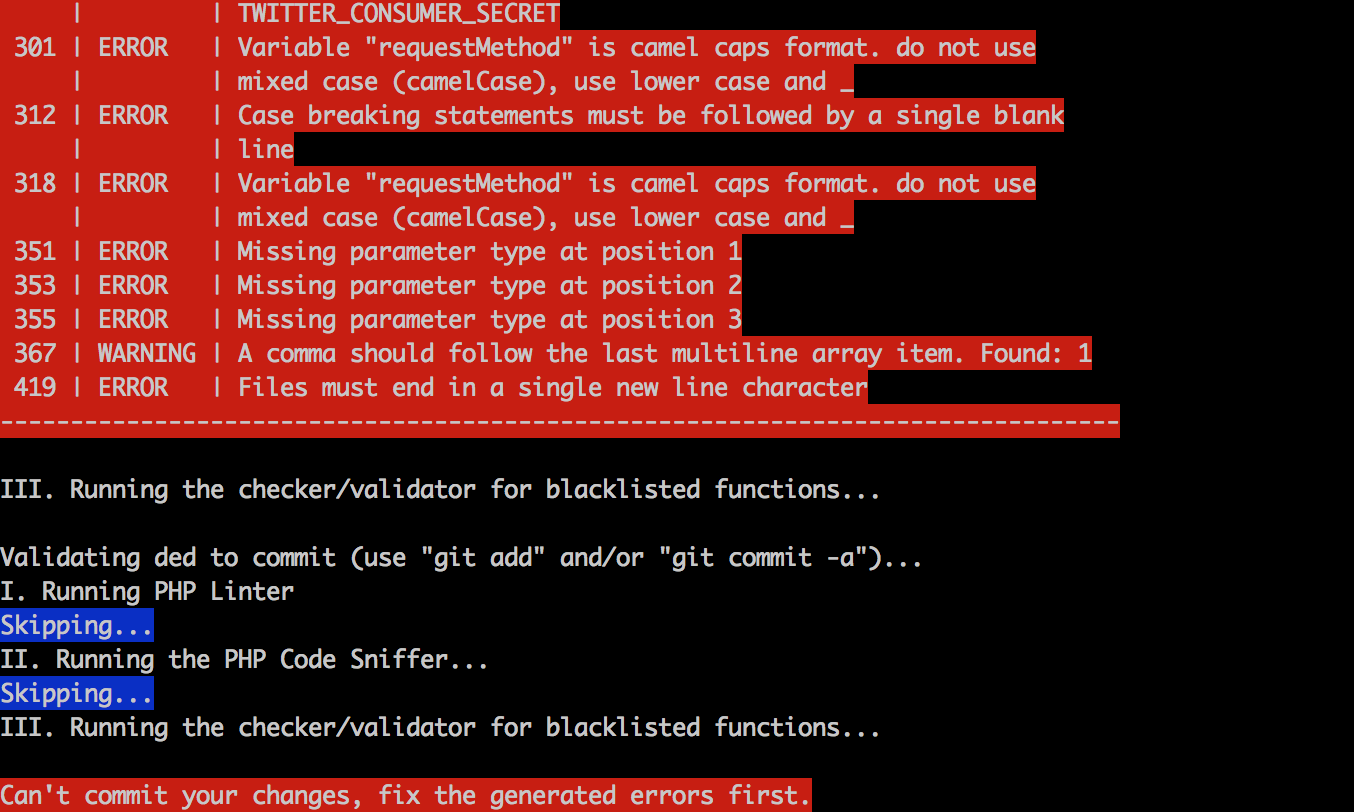 | | TWITTER_CONSUMER_SECRET
301 | ERROR | Variable "requestMethod" is camel caps format. do not use
| | mixed case (camelCase), use lower case and _
312 | ERROR | Case breaking statements must be followed by a single blank
| | line
318 | ERROR | Variable "requestMethod" is camel caps format. do not use
| | mixed case (camelCase), use lower case and _
351 | ERROR | Missing parameter type at position 1
353 | ERROR | Missing parameter type at position 2
355 | ERROR | Missing parameter type at position 3
367 | WARNING | A comma should follow the last multiline array item. Found: 1
419 | ERROR | Files must end in a single new line character
--------------------------------------------------------------------------------
III. Running the checker/validator for blacklisted functions...
Validating ded to commit (use "git add" and/or "git commit -a")...
I. Running PHP Linter
Skipping...
II. Running the PHP Code Sniffer...
Skipping...
III. Running the checker/validator for blacklisted functions...
Can't commit your changes, fix the generated errors first.